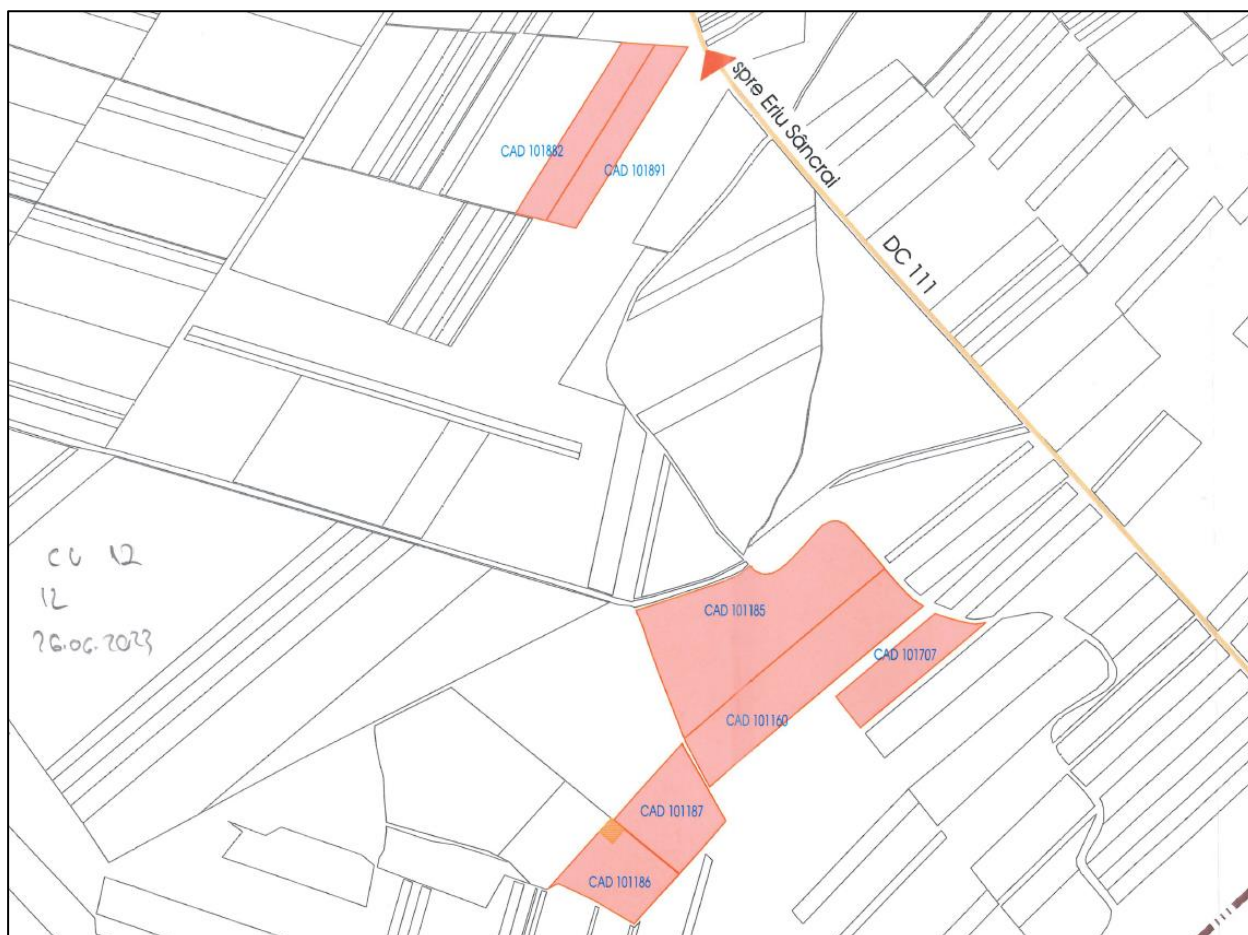 spre Eriu Sâncrai
CAD 101882
CAD 101891
DC 111
CU 12
12
26.06.2023
CAD 101185
CAD 101707
CAD 101160
CAD 101187
CAD 101186